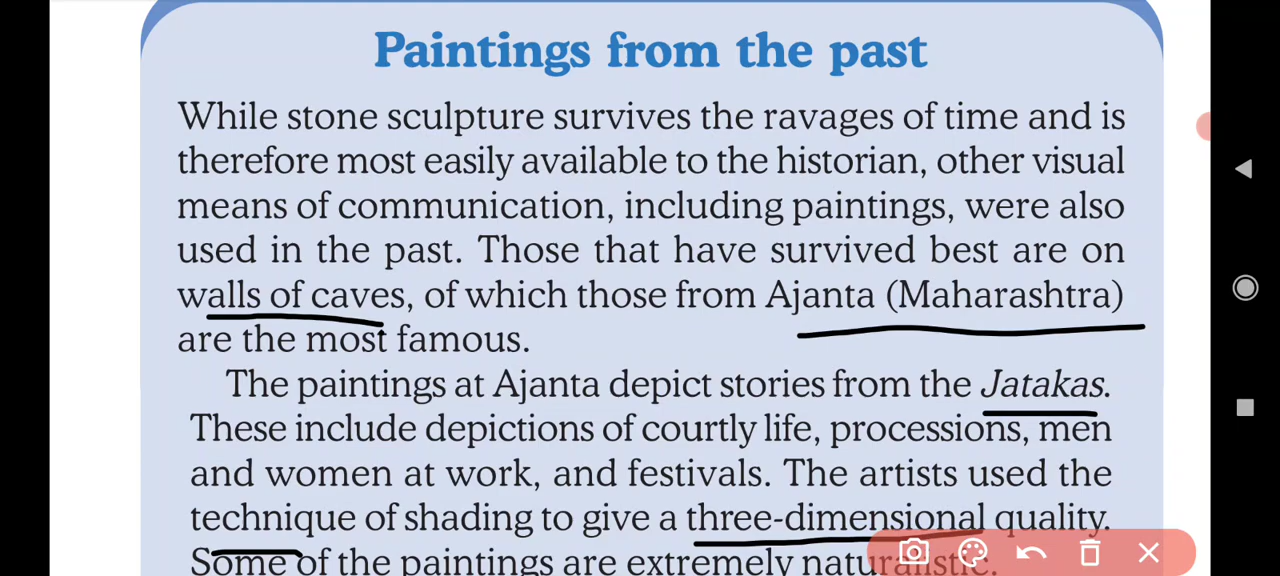 Paintings from the past
While stone sculpture survives the ravages of time and is
therefore most easily available to the historian, other visual
means of communication, including paintings, were also
used in the past. Those that have survived best are on
walls of caves, of which those from Ajanta (Maharashtra)
are the most famous.
The paintings at Ajanta depict stories from the Jatakas.
These include depictions of courtly life, processions, men
and women at work, and festivals. The artists used the
technique of shading to give a three-dimensional quality.
Some of the paintings are extremely naturalistic.